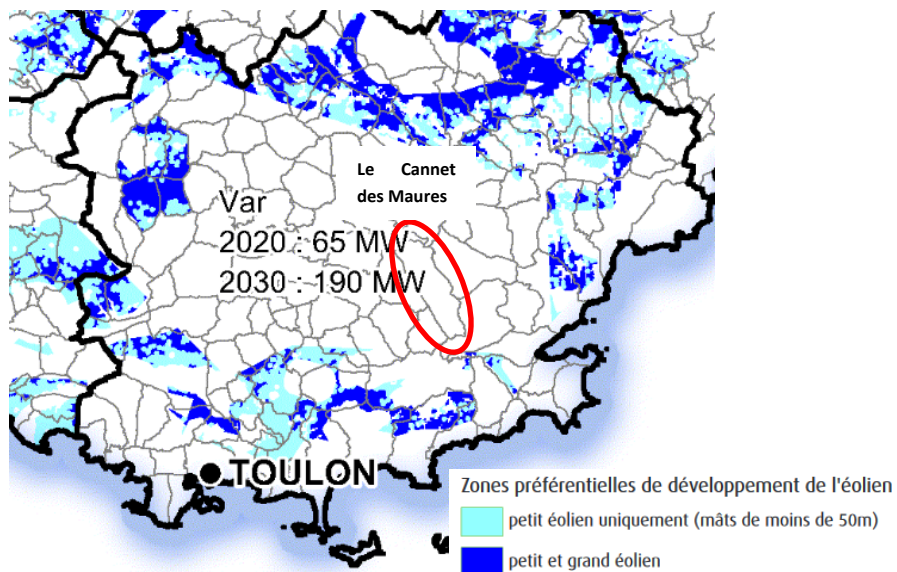 Le Cannet
des Maures
Var
2020 : 65 MW
2030 : 190 MW
TOULON
Zones préférentielles de développement de l'éolien
petit éolien uniquement (mâts de moins de 50m)
petit et grand éolien